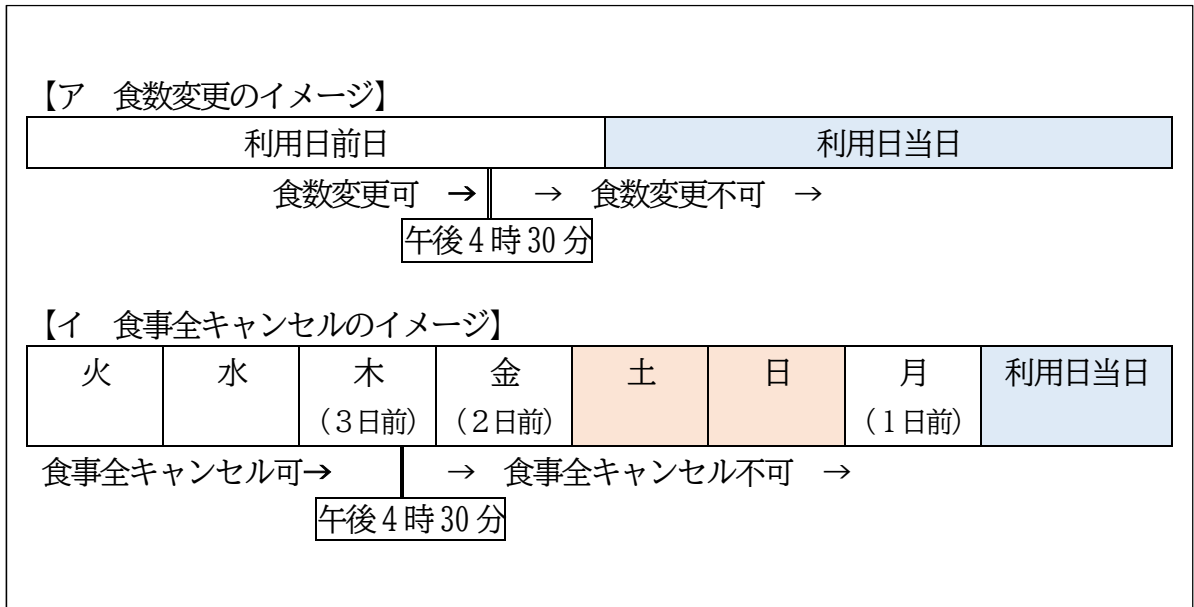 【ア　食数変更のイメージ】
利用日前日　利用日当日
食数変更可　→　→　食数変更不可　→
午後4時30分
【イ　食事全キャンセルのイメージ】
火　水　木　金　土　日　月　利用日当日
（3日前）　（2日前）　（1日前）
食事全キャンセル可→　→　食事全キャンセル不可　→
午後4時30分